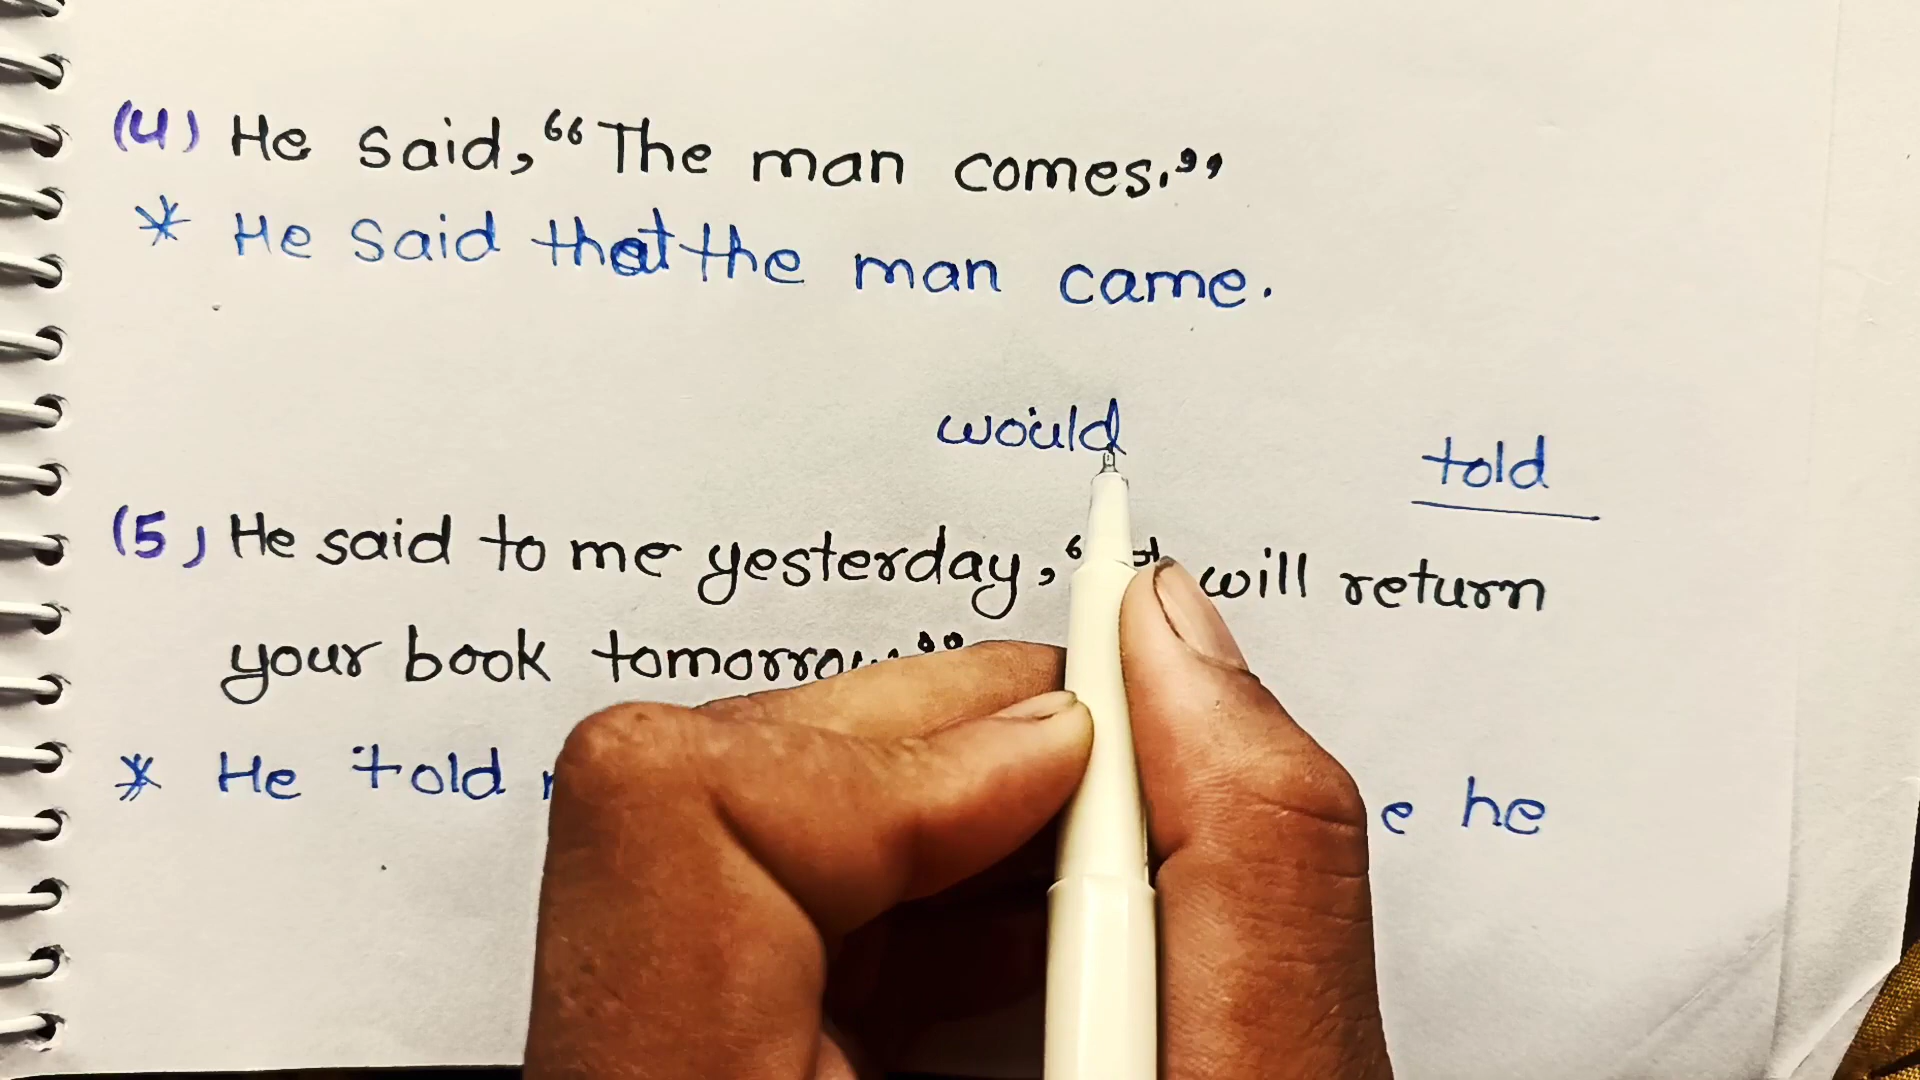 (4) He said, “The man comes.”
* He said that the man came.
would
told
(5) He said to me yesterday, “I will return
your book tomorrow.”
* He told he